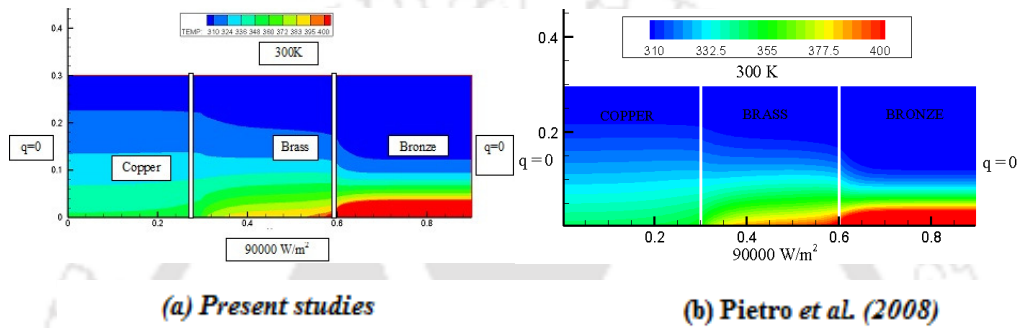 0.4
TEMP: 310 324 336 348 360 372 383 395 400
300K
0.3
0.2
q=0
Copper
Brass
Bronze
q=0
0.1
0
0
0.2
0.4
0.6
0.8
90000 W/m²
(a) Present studies
0.4
310 332.5 355 377.5 400
300 K
COPPER
BRASS
BRONZE
0.2
q = 0
q = 0
0.2
0.4
0.6
0.8
90000 W/m²
(b) Pietro et al. (2008)